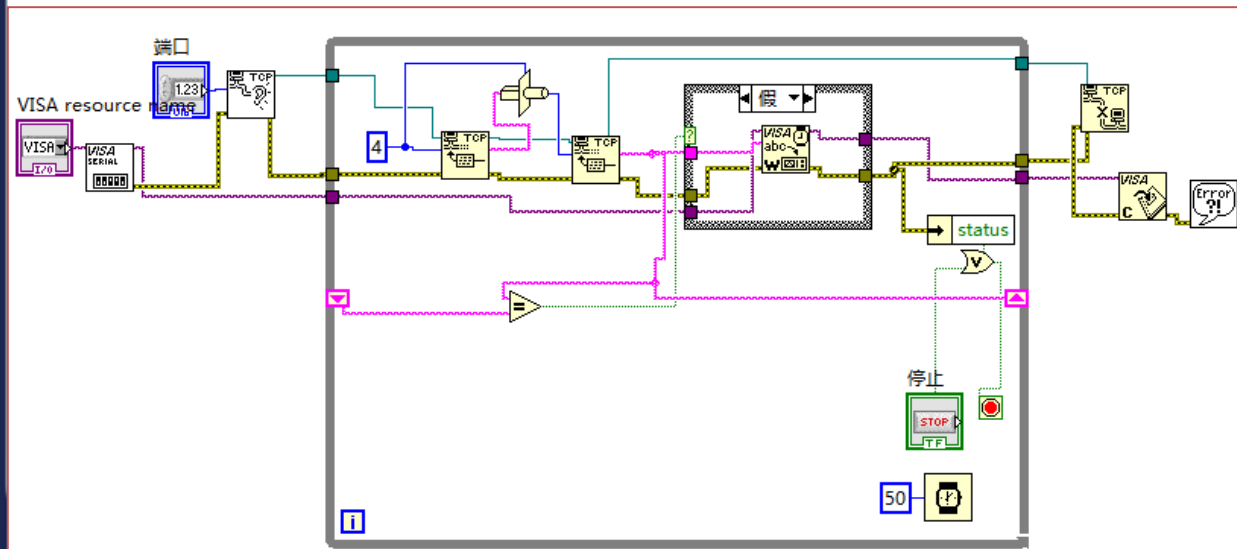 端口
1.23
TCP
VISA resource name
VISA
I/O
VISA
SERIAL
4
TCP
TCP
假
?
VISA
abc
W
TCP
X
VISA
C
Error
?!
status
V
=
停止
STOP
TF
50
i